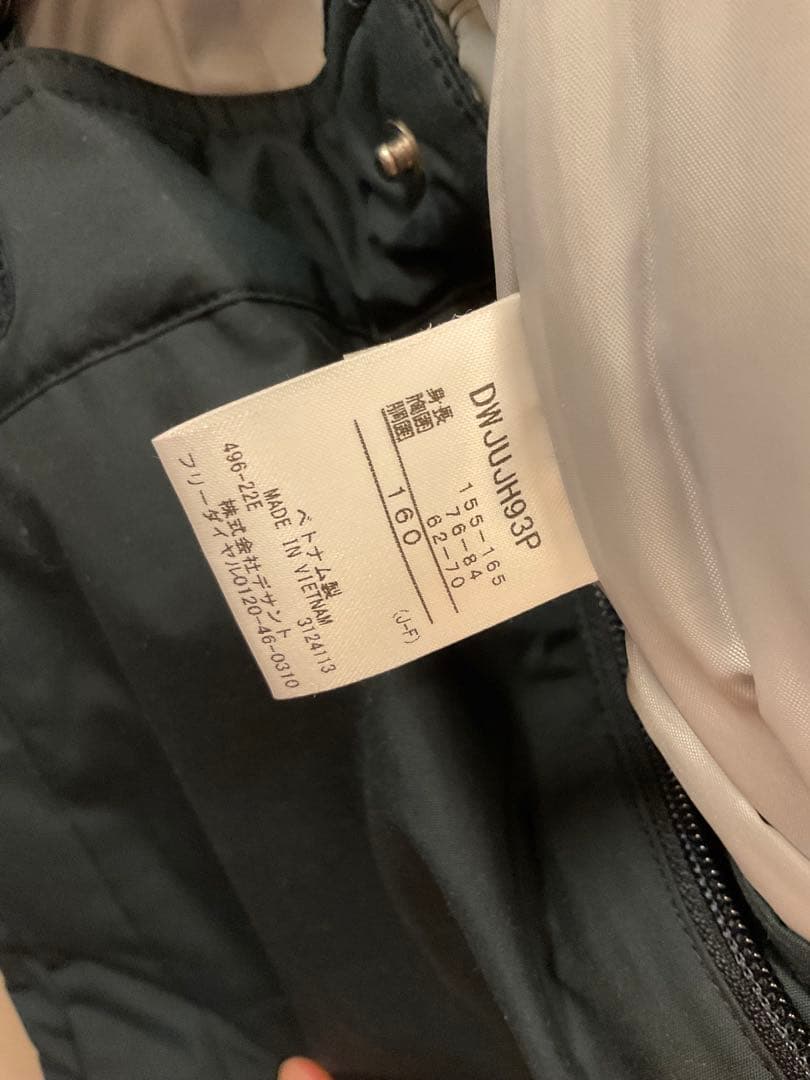 DWJUJH93P
身長 155-165
胸囲 76-84
胴囲 62-70
160
(J-F)
ベトナム製
MADE IN VIETNAM 3124113
496-22E 株式会社デサント
フリーダイヤル0120-46-0310